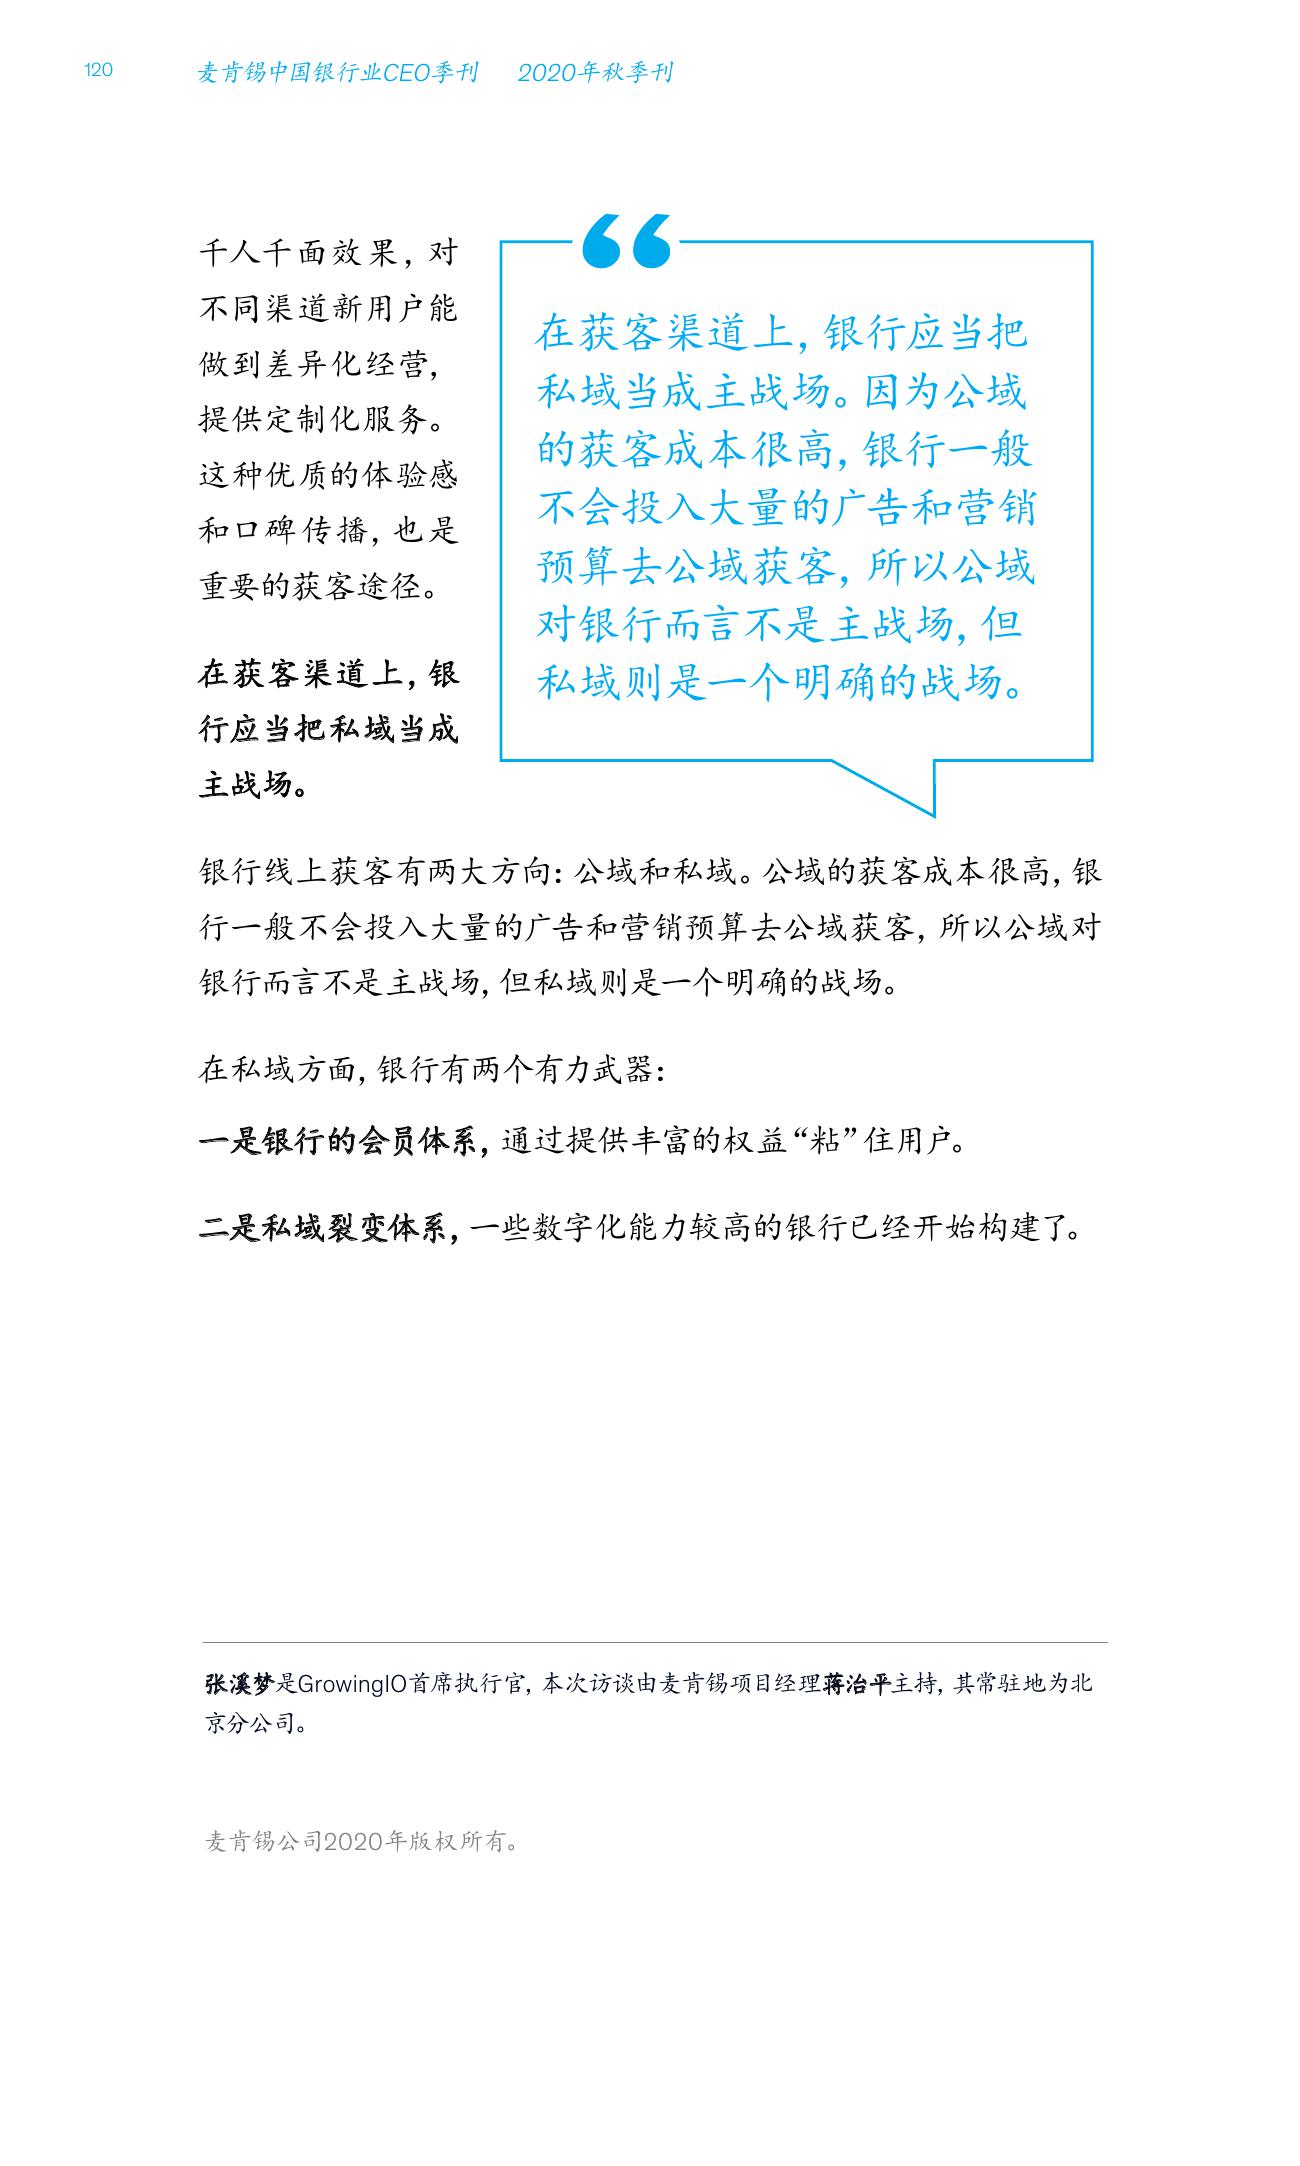 120
麦肯锡中国银行业CEO季刊 2020年秋季刊
千人千面效果，对
不同渠道新用户能
做到差异化经营，
提供定制化服务。
这种优质的体验感
和口碑传播，也是
重要的获客途径。
在获客渠道上，银
行应当把私域当成
主战场。
“
在获客渠道上，银行应当把
私域当成主战场。因为公域
的获客成本很高，银行一般
不会投入大量的广告和营销
预算去公域获客，所以公域
对银行而言不是主战场，但
私域则是一个明确的战场。
银行线上获客有两大方向：公域和私域。公域的获客成本很高，银
行一般不会投入大量的广告和营销预算去公域获客，所以公域对
银行而言不是主战场，但私域则是一个明确的战场。
在私域方面，银行有两个有力武器：
一是银行的会员体系，通过提供丰富的权益“粘”住用户。
二是私域裂变体系，一些数字化能力较高的银行已经开始构建了。
张溪梦是GrowingIO首席执行官，本次访谈由麦肯锡项目经理蒋治平主持，其常驻地为北
京分公司。
麦肯锡公司2020年版权所有。